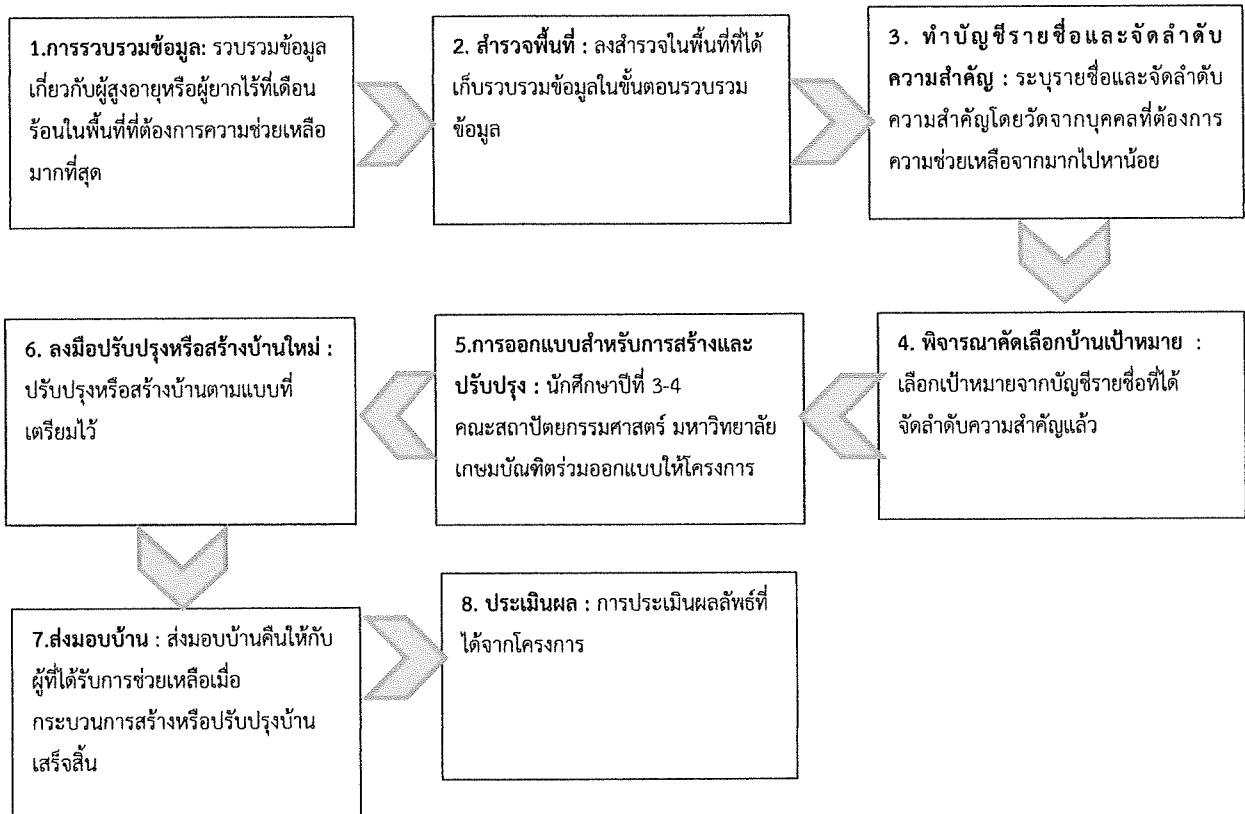 1.การรวบรวมข้อมูล: รวบรวมข้อมูล
เกี่ยวกับผู้สูงอายุหรือผู้ยากไร้ที่เดือน
ร้อนในพื้นที่ที่ต้องการความช่วยเหลือ
มากที่สุด
2. สำรวจพื้นที่ : ลงสำรวจในพื้นที่ที่ได้
เก็บรวบรวมข้อมูลในขั้นตอนรวบรวม
ข้อมูล
3. ทำบัญชีรายชื่อและจัดลำดับ
ความสำคัญ : ระบุรายชื่อและจัดลำดับ
ความสำคัญโดยวัดจากบุคคลที่ต้องการ
ความช่วยเหลือจากมากไปหาน้อย
4. พิจารณาคัดเลือกบ้านเป้าหมาย :
เลือกเป้าหมายจากบัญชีรายชื่อที่ได้
จัดลำดับความสำคัญแล้ว
5.การออกแบบสำหรับการสร้างและ
ปรับปรุง : นักศึกษาปีที่ 3-4
คณะสถาปัตยกรรมศาสตร์ มหาวิทยาลัย
เกษมบัณฑิตร่วมออกแบบให้โครงการ
6. ลงมือปรับปรุงหรือสร้างบ้านใหม่ :
ปรับปรุงหรือสร้างบ้านตามแบบที่
เตรียมไว้
7.ส่งมอบบ้าน : ส่งมอบบ้านคืนให้กับ
ผู้ที่ได้รับการช่วยเหลือเมื่อ
กระบวนการสร้างหรือปรับปรุงบ้าน
เสร็จสิ้น
8. ประเมินผล : การประเมินผลลัพธ์ที่
ได้จากโครงการ